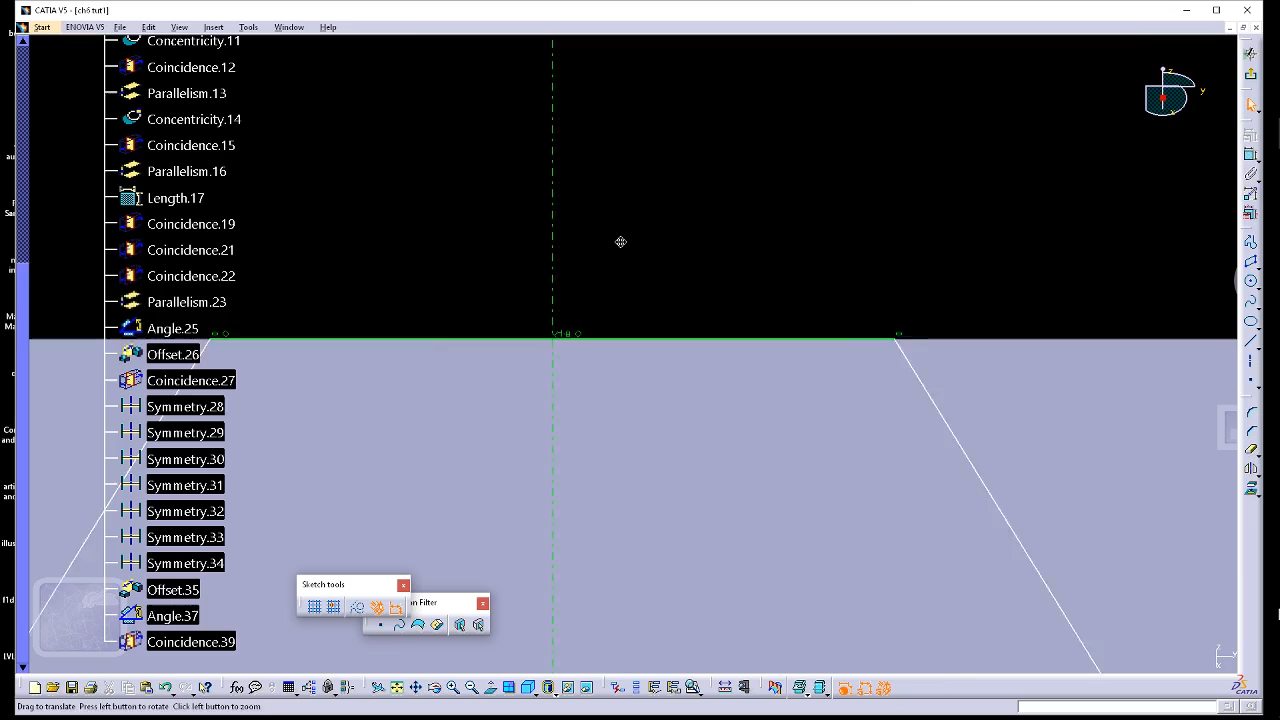 CATIA V5 - [ch6 tut1]
Start ENOVIA V5 File Edit View Insert Tools Window Help
Concentricity.11
Coincidence.12
Parallelism.13
Concentricity.14
Coincidence.15
Parallelism.16
Length.17
Coincidence.19
Coincidence.21
Coincidence.22
Parallelism.23
Angle.25
Offset.26
Coincidence.27
Symmetry.28
Symmetry.29
Symmetry.30
Symmetry.31
Symmetry.32
Symmetry.33
Symmetry.34
Offset.35
Angle.37
Coincidence.39
z
y
x
Sketch tools
n Filter
CATIA
Drag to translate. Press left button to rotate. Click left button to zoom.